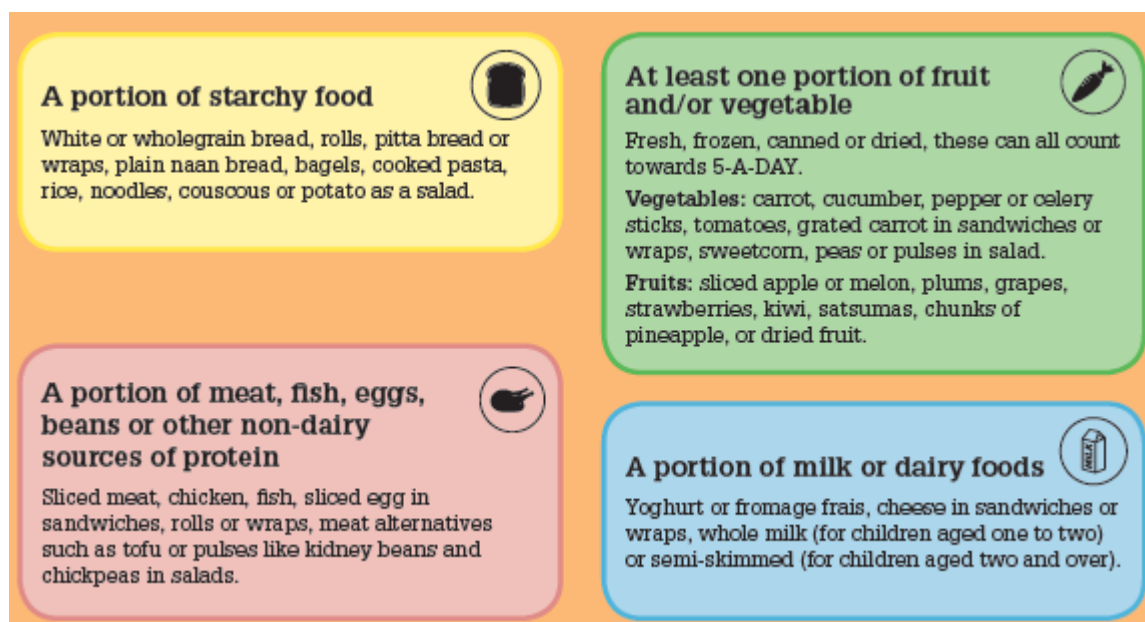 A portion of starchy food
White or wholegrain bread, rolls, pitta bread or
wraps, plain naan bread, bagels, cooked pasta,
rice, noodles, couscous or potato as a salad.
At least one portion of fruit
and/or vegetable
Fresh, frozen, canned or dried, these can all count
towards 5-A-DAY.
Vegetables: carrot, cucumber, pepper or celery
sticks, tomatoes, grated carrot in sandwiches or
wraps, sweetcorn, peas or pulses in salad.
Fruits: sliced apple or melon, plums, grapes,
strawberries, kiwi, satsumas, chunks of
pineapple, or dried fruit.
A portion of meat, fish, eggs,
beans or other non-dairy
sources of protein
Sliced meat, chicken, fish, sliced egg in
sandwiches, rolls or wraps, meat alternatives
such as tofu or pulses like kidney beans and
chickpeas in salads.
A portion of milk or dairy foods
MILK
Yoghurt or fromage frais, cheese in sandwiches or
wraps, whole milk (for children aged one to two)
or semi-skimmed (for children aged two and over).